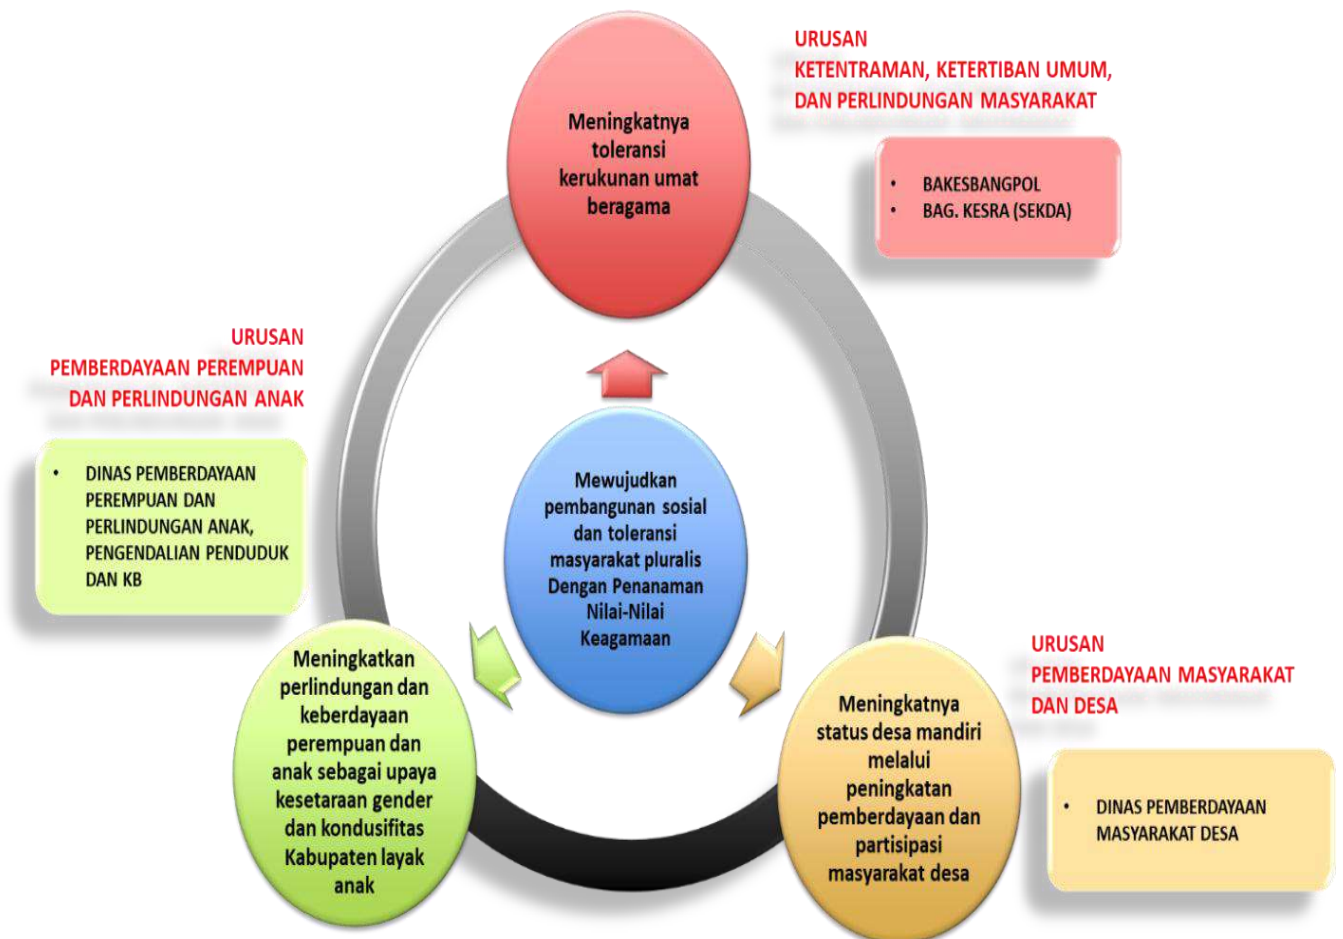 Meningkatnya
toleransi
kerukunan umat
beragama
URUSAN
KETENTRAMAN, KETERTIBAN UMUM,
DAN PERLINDUNGAN MASYARAKAT
• BAKESBANGPOL
• BAG. KESRA (SEKDA)
URUSAN
PEMBERDAYAAN PEREMPUAN
DAN PERLINDUNGAN ANAK
• DINAS PEMBERDAYAAN
PEREMPUAN DAN
PERLINDUNGAN ANAK,
PENGENDALIAN PENDUDUK
DAN KB
Mewujudkan
pembangunan sosial
dan toleransi
masyarakat pluralis
Dengan Penanaman
Nilai-Nilai
Keagamaan
Meningkatkan
perlindungan dan
keberdayaan
perempuan dan
anak sebagai upaya
kesetaraan gender
dan kondusifitas
Kabupaten layak
anak
Meningkatnya
status desa mandiri
melalui
peningkatan
pemberdayaan dan
partisipasi
masyarakat desa
URUSAN
PEMBERDAYAAN MASYARAKAT
DAN DESA
• DINAS PEMBERDAYAAN
MASYARAKAT DESA